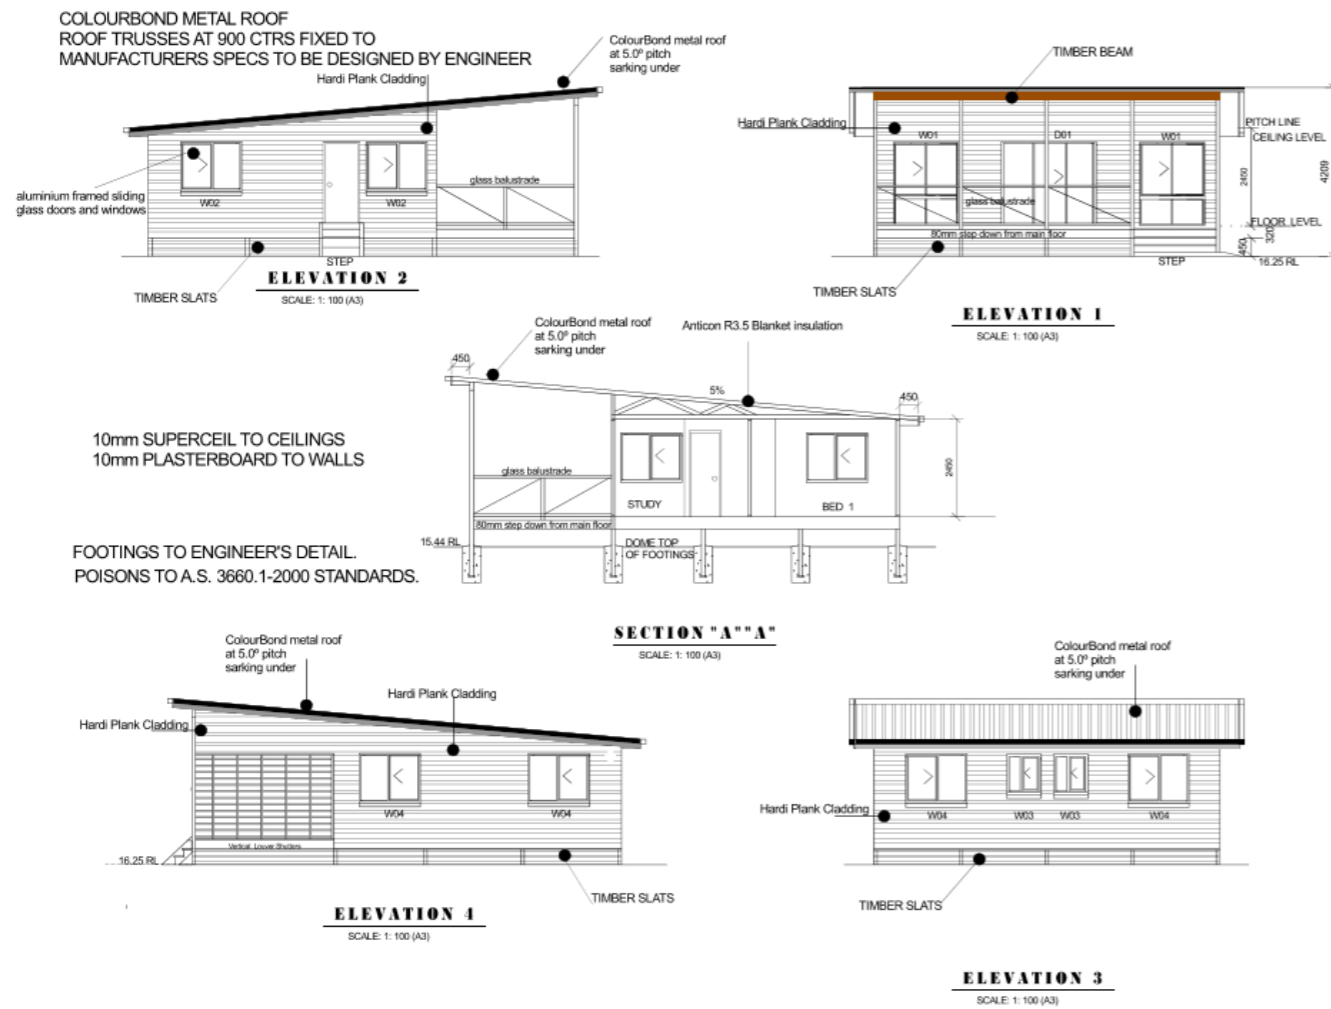 COLOURBOND METAL ROOF
ROOF TRUSSES AT 900 CTRS FIXED TO
MANUFACTURERS SPECS TO BE DESIGNED BY ENGINEER
Hardi Plank Cladding
ColourBond metal roof
at 5.0º pitch
sarking under
aluminium framed sliding
glass doors and windows
W02
W02
glass balustrade
STEP
TIMBER SLATS
ELEVATION 2
SCALE: 1: 100 (A3)
TIMBER BEAM
Hardi Plank Cladding
W01
D01
W01
PITCH LINE
CEILING LEVEL
2450
4209
glass balustrade
FLOOR LEVEL
80mm step down from main floor
320
450
16.25 RL
STEP
TIMBER SLATS
ELEVATION 1
SCALE: 1: 100 (A3)
ColourBond metal roof
at 5.0º pitch
sarking under
Anticon R3.5 Blanket insulation
450
5%
450
10mm SUPERCEIL TO CEILINGS
10mm PLASTERBOARD TO WALLS
glass balustrade
2450
STUDY
BED 1
80mm step down from main floor
15.44 RL
DOME TOP
OF FOOTINGS
FOOTINGS TO ENGINEER'S DETAIL.
POISONS TO A.S. 3660.1-2000 STANDARDS.
SECTION "A""A"
SCALE: 1: 100 (A3)
ColourBond metal roof
at 5.0º pitch
sarking under
Hardi Plank Cladding
Hardi Plank Cladding
W04
W04
Vertical Louver Shutters
16.25 RL
TIMBER SLATS
ELEVATION 4
SCALE: 1: 100 (A3)
ColourBond metal roof
at 5.0º pitch
sarking under
Hardi Plank Cladding
W04
W03
W03
W04
TIMBER SLATS
ELEVATION 3
SCALE: 1: 100 (A3)